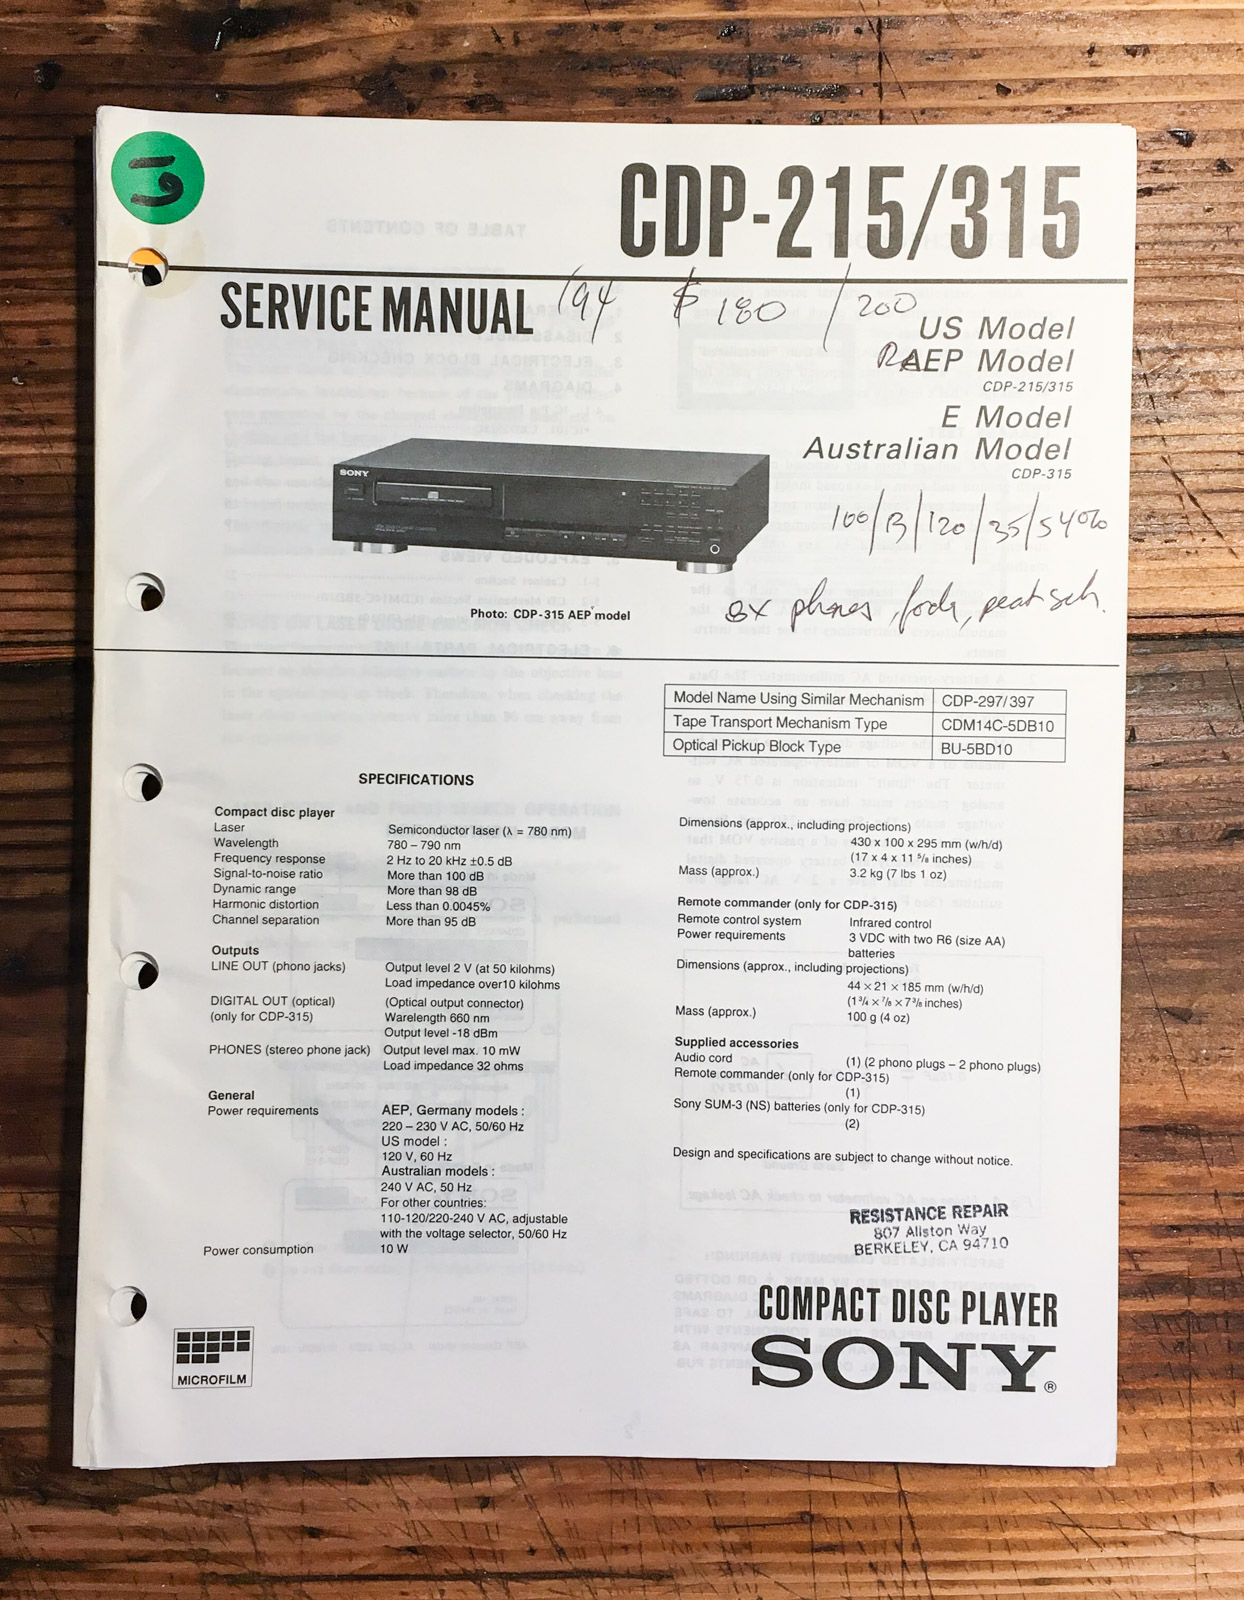 CDP-215/315
SERVICE MANUAL
'94 $ 180 / 200
US Model
AEP Model
CDP-215/315
E Model
Australian Model
CDP-315
SONY
Photo: CDP-315 AEP model
100/13/120/35/5400
phones,
Model Name Using Similar Mechanism CDP-297/397
Tape Transport Mechanism Type CDM14C-5DB10
Optical Pickup Block Type BU-5BD10
SPECIFICATIONS
Compact disc player
Laser Semiconductor laser (λ = 780 nm)
Wavelength 780 – 790 nm
Frequency response 2 Hz to 20 kHz ±0.5 dB
Signal-to-noise ratio More than 100 dB
Dynamic range More than 98 dB
Harmonic distortion Less than 0.0045%
Channel separation More than 95 dB
Outputs
LINE OUT (phono jacks) Output level 2 V (at 50 kilohms)
Load impedance over10 kilohms
DIGITAL OUT (optical) (Optical output connector)
(only for CDP-315) Warelength 660 nm
Output level -18 dBm
PHONES (stereo phone jack) Output level max. 10 mW
Load impedance 32 ohms
General
Power requirements AEP, Germany models :
220 – 230 V AC, 50/60 Hz
US model :
120 V, 60 Hz
Australian models :
240 V AC, 50 Hz
For other countries:
110-120/220-240 V AC, adjustable
with the voltage selector, 50/60 Hz
Power consumption 10 W
Dimensions (approx., including projections)
430 x 100 x 295 mm (w/h/d)
(17 x 4 x 11 5/8 inches)
Mass (approx.) 3.2 kg (7 lbs 1 oz)
Remote commander (only for CDP-315)
Remote control system Infrared control
Power requirements 3 VDC with two R6 (size AA)
batteries
Dimensions (approx., including projections)
44 × 21 × 185 mm (w/h/d)
(1 3/4 × 7/8 × 7 3/8 inches)
Mass (approx.) 100 g (4 oz)
Supplied accessories
Audio cord (1) (2 phono plugs – 2 phono plugs)
Remote commander (only for CDP-315)
(1)
Sony SUM-3 (NS) batteries (only for CDP-315)
(2)
Design and specifications are subject to change without notice.
RESISTANCE REPAIR
807 Allston Way
BERKELEY, CA 94710
MICROFILM
COMPACT DISC PLAYER
SONY®